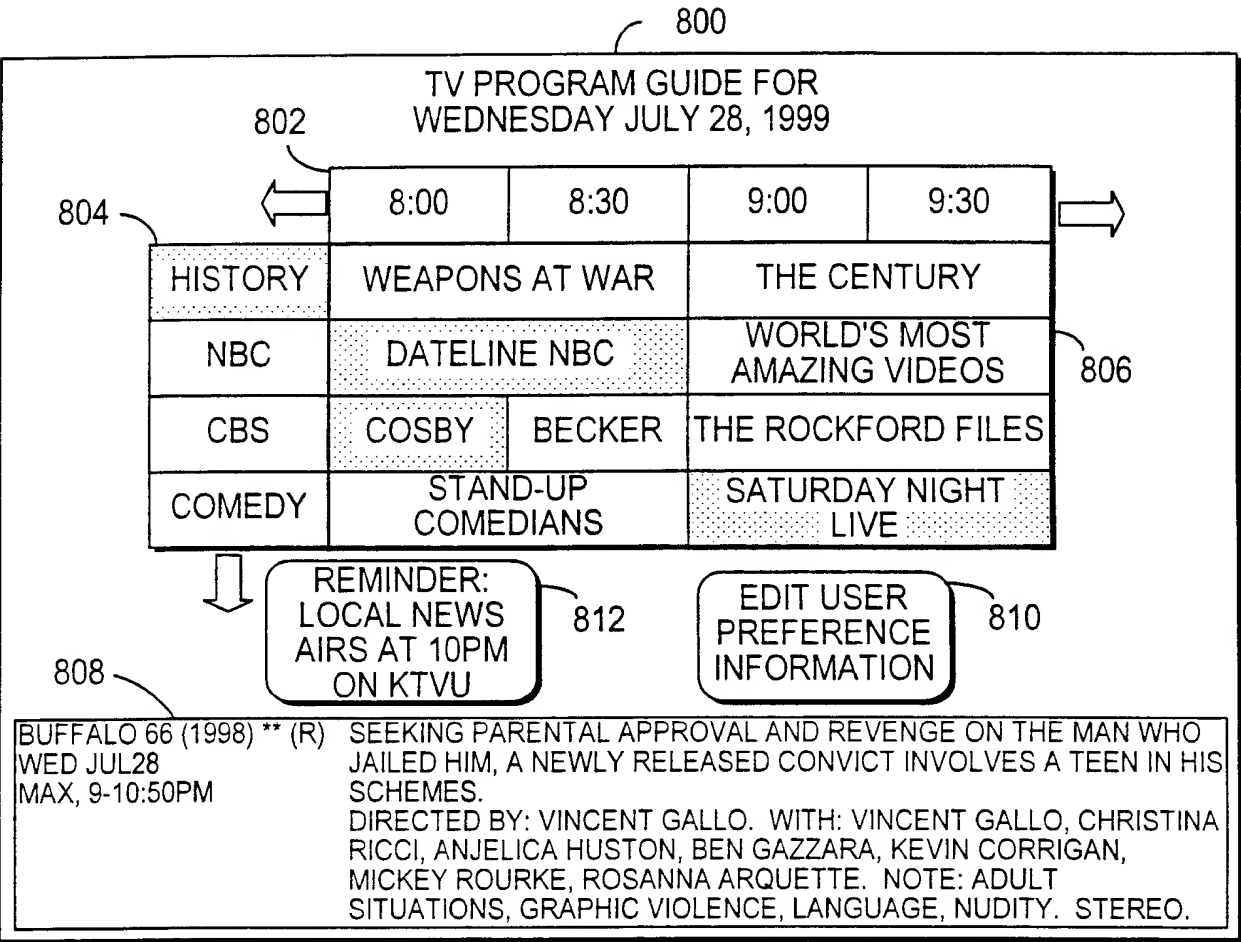 800
TV PROGRAM GUIDE FOR
WEDNESDAY JULY 28, 1999
802
8:00 8:30 9:00 9:30
804
HISTORY WEAPONS AT WAR THE CENTURY
NBC DATELINE NBC WORLD'S MOST
AMAZING VIDEOS
806
CBS COSBY BECKER THE ROCKFORD FILES
COMEDY STAND-UP
COMEDIANS
SATURDAY NIGHT
LIVE
REMINDER:
LOCAL NEWS
AIRS AT 10PM
ON KTVU
812
EDIT USER
PREFERENCE
INFORMATION
810
808
BUFFALO 66 (1998) ** (R)
WED JUL28
MAX, 9-10:50PM
SEEKING PARENTAL APPROVAL AND REVENGE ON THE MAN WHO
JAILED HIM, A NEWLY RELEASED CONVICT INVOLVES A TEEN IN HIS
SCHEMES.
DIRECTED BY: VINCENT GALLO. WITH: VINCENT GALLO, CHRISTINA
RICCI, ANJELICA HUSTON, BEN GAZZARA, KEVIN CORRIGAN,
MICKEY ROURKE, ROSANNA ARQUETTE. NOTE: ADULT
SITUATIONS, GRAPHIC VIOLENCE, LANGUAGE, NUDITY. STEREO.